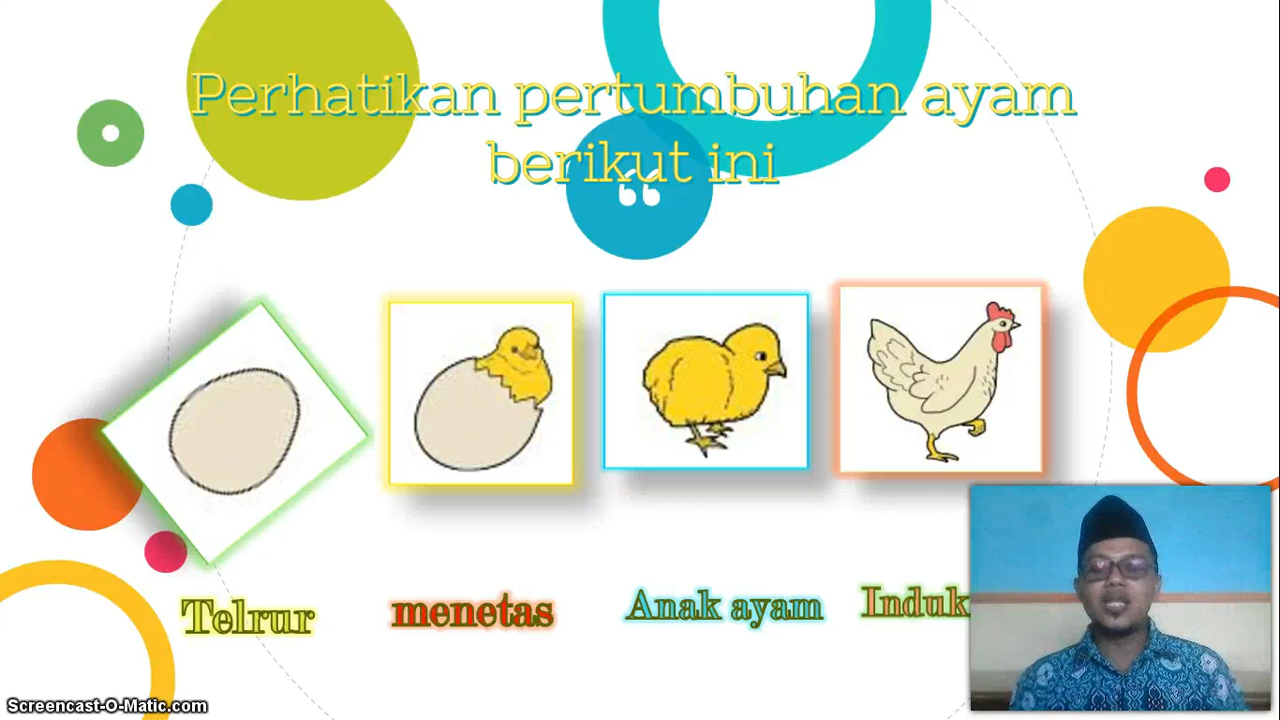 Perhatikan pertumbuhan ayam
berikut ini
Telrur
menetas
Anak ayam
Induk
Screencast-O-Matic.com